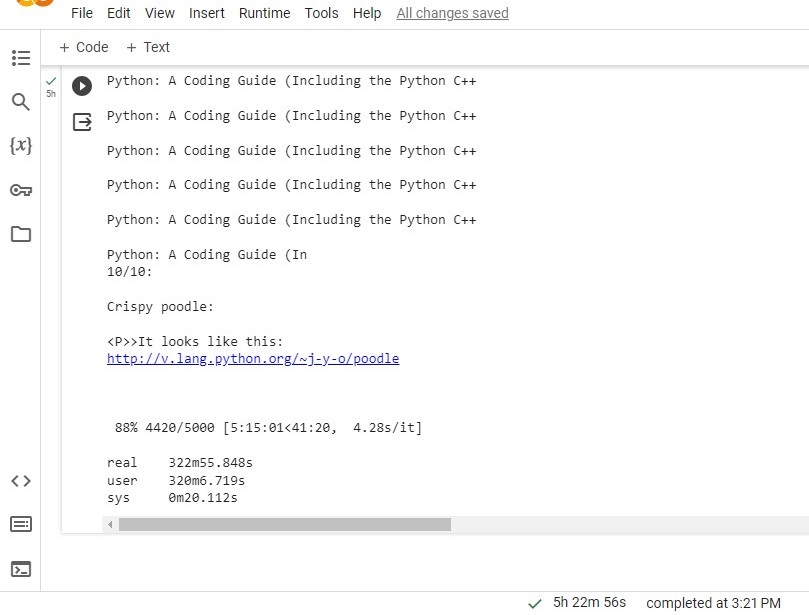 File Edit View Insert Runtime Tools Help All changes saved
+ Code + Text
5h
Python: A Coding Guide (Including the Python C++
Python: A Coding Guide (Including the Python C++
Python: A Coding Guide (Including the Python C++
Python: A Coding Guide (Including the Python C++
Python: A Coding Guide (Including the Python C++
Python: A Coding Guide (In
10/10:
Crispy poodle:
<P>>It looks like this:
http://v.lang.python.org/~j-y-o/poodle
88% 4420/5000 [5:15:01<41:20, 4.28s/it]
real 322m55.848s
user 320m6.719s
sys 0m20.112s
{x}
5h 22m 56s completed at 3:21 PM